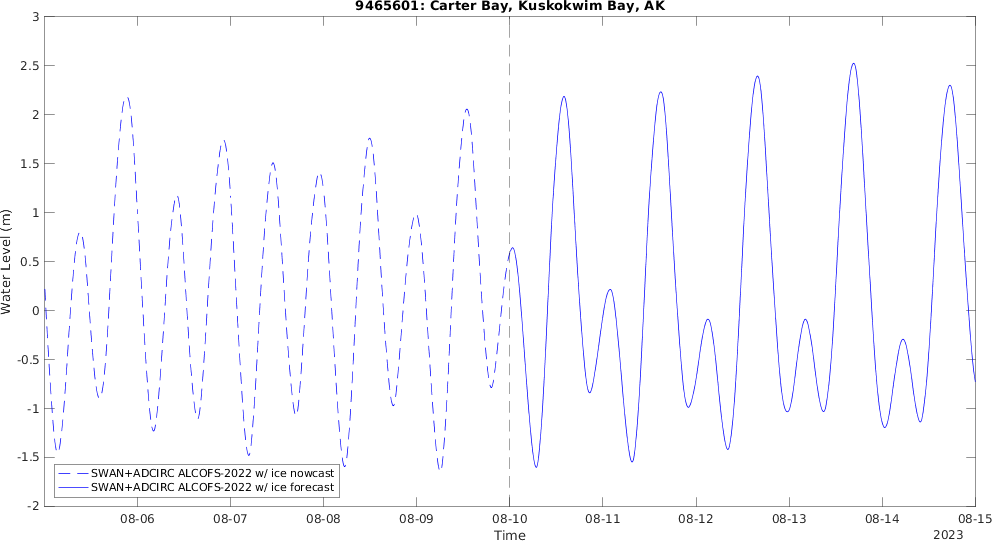 9465601: Carter Bay, Kuskokwim Bay, AK
3
2.5
2
1.5
1
0.5
0
-0.5
-1
-1.5
-2
Water Level (m)
SWAN+ADCIRC ALCOFS-2022 w/ ice nowcast
SWAN+ADCIRC ALCOFS-2022 w/ ice forecast
08-06 08-07 08-08 08-09 08-10 08-11 08-12 08-13 08-14 08-15
Time
2023